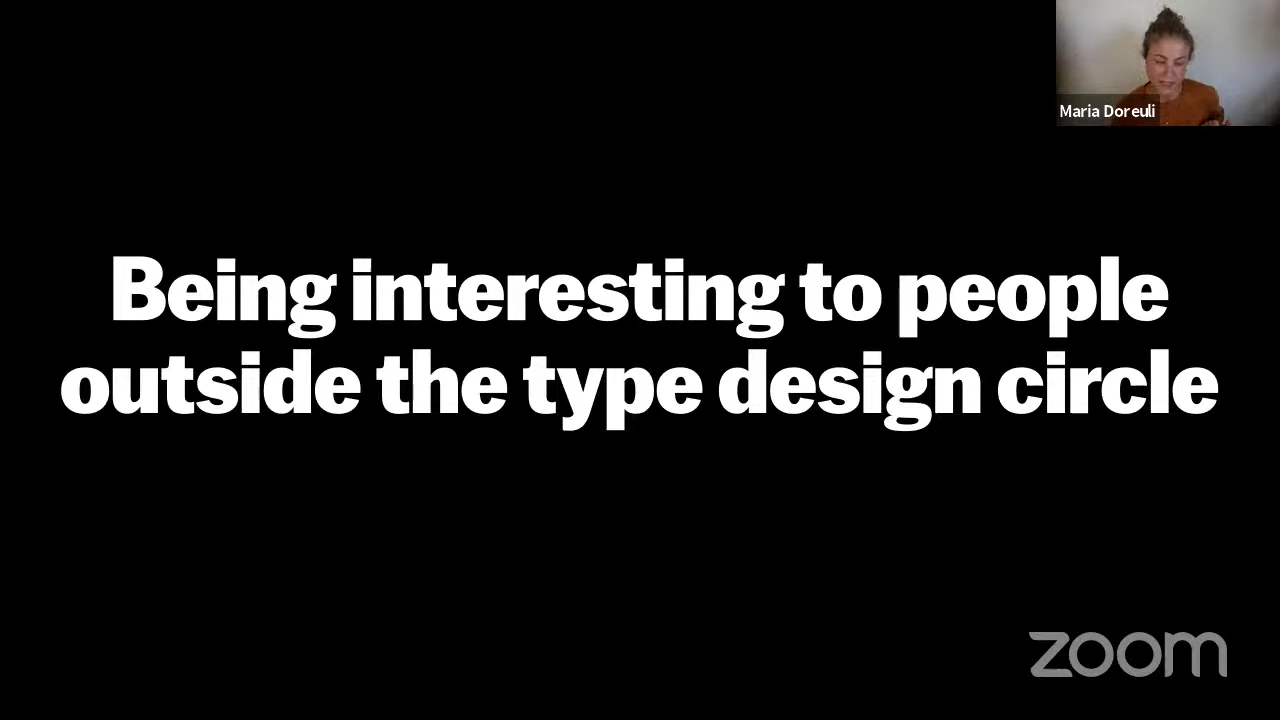 Maria Doreuli
Being interesting to people
outside the type design circle
zoom